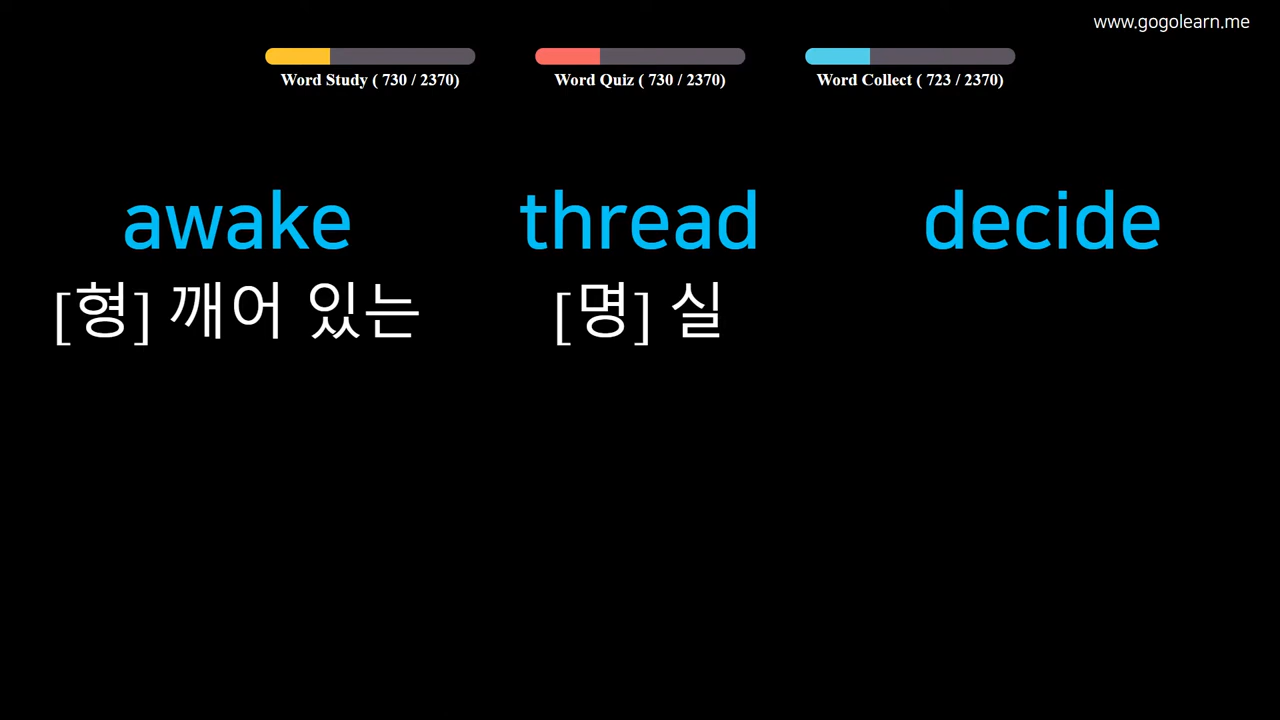 www.gogolearn.me
Word Study ( 730 / 2370)
Word Quiz ( 730 / 2370)
Word Collect ( 723 / 2370)
awake
thread
decide
[형] 깨어 있는
[명] 실